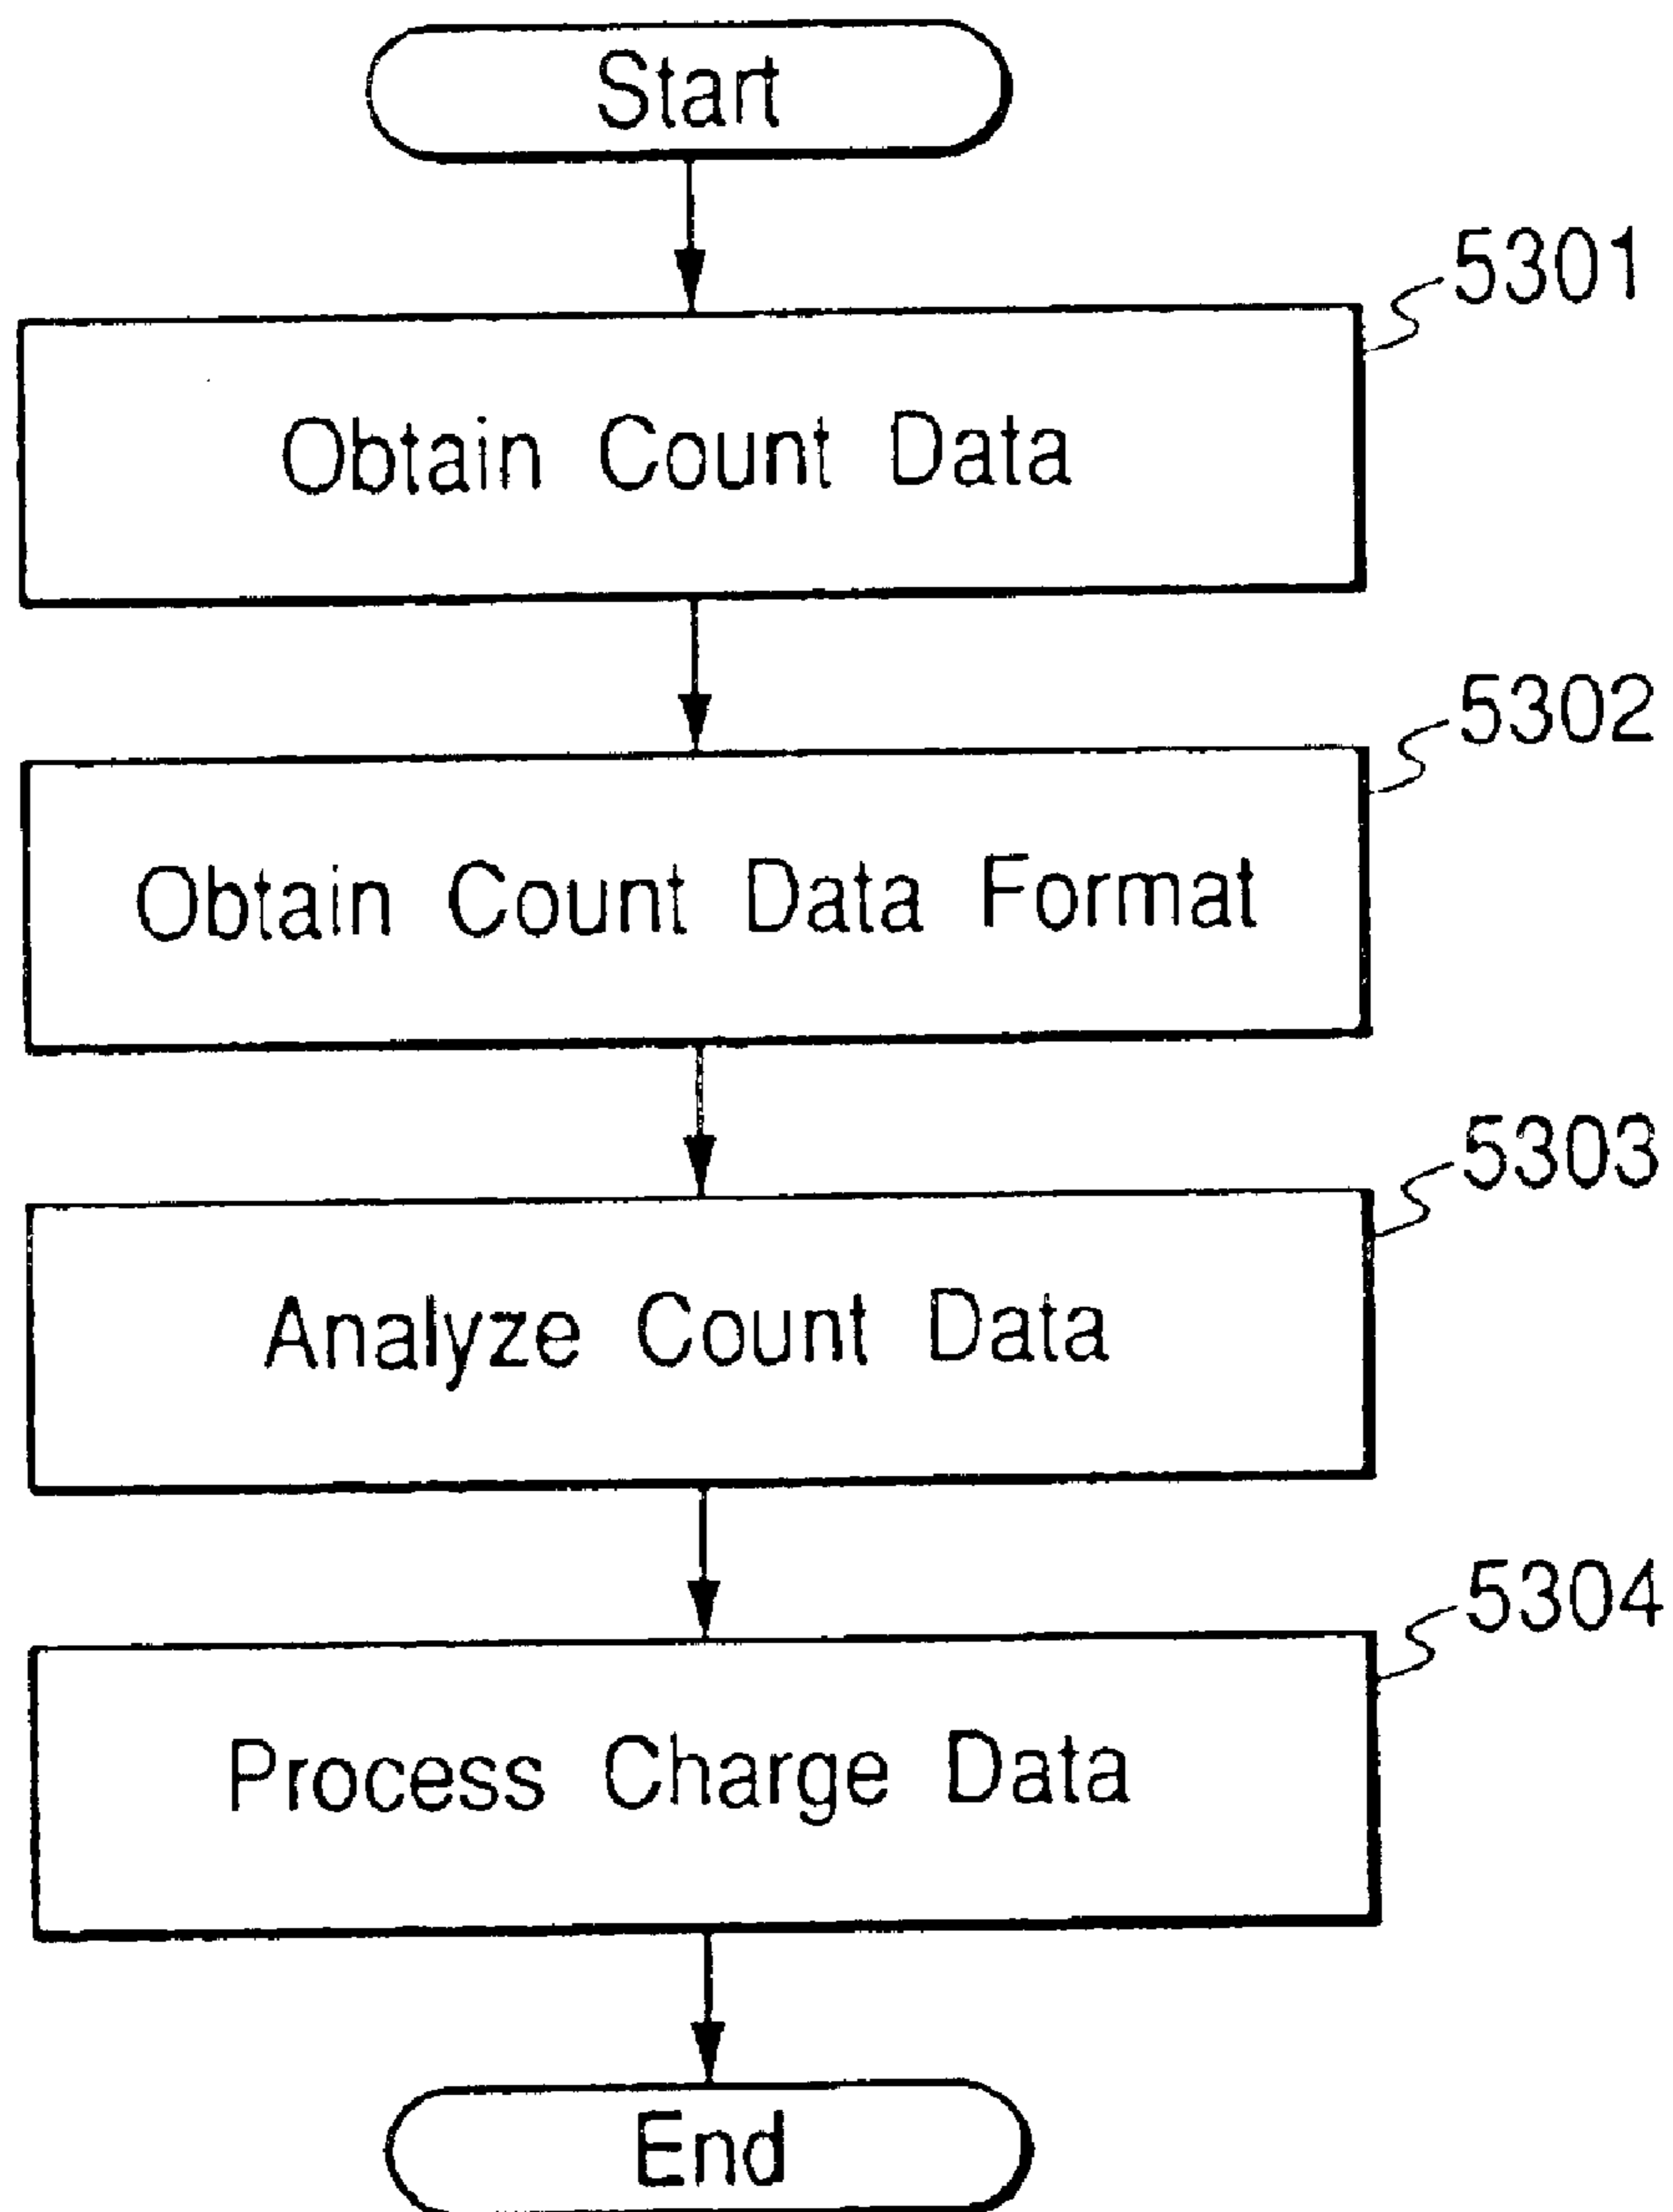 Start
5301
Obtain Count Data
5302
Obtain Count Data Format
5303
Analyze Count Data
5304
Process Charge Data
End